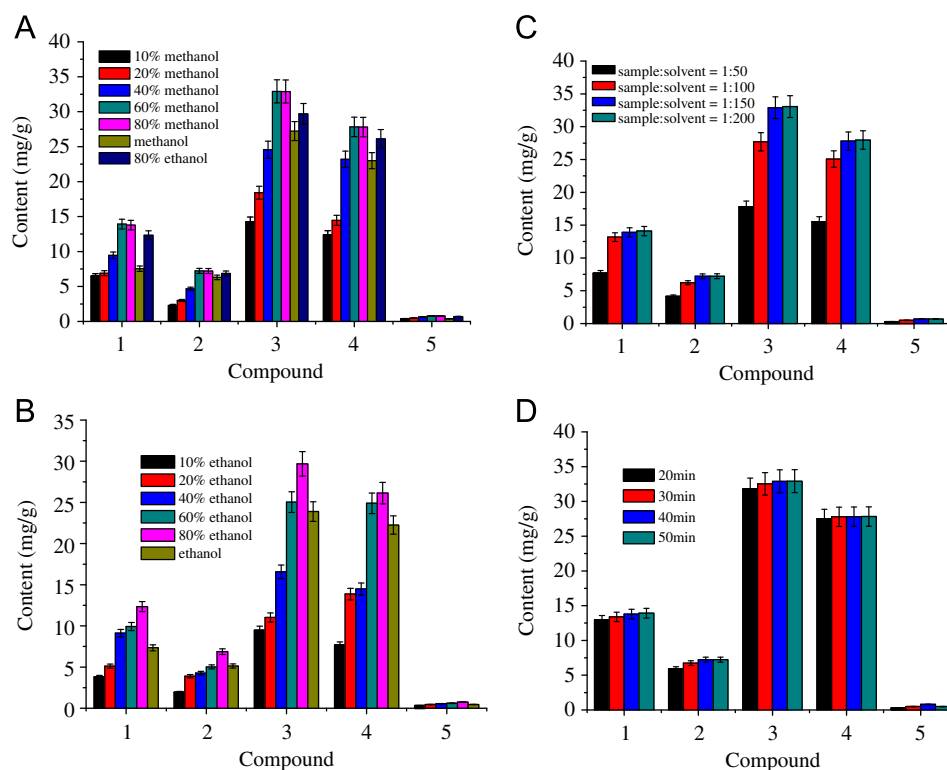 A
40
35
30
25
20
15
10
5
0
Content (mg/g)
10% methanol
20% methanol
40% methanol
60% methanol
80% methanol
methanol
80% ethanol
1 2 3 4 5
Compound
C
40
35
30
25
20
15
10
5
0
Content (mg/g)
sample:solvent = 1:50
sample:solvent = 1:100
sample:solvent = 1:150
sample:solvent = 1:200
1 2 3 4 5
Compound
B
35
30
25
20
15
10
5
0
Content (mg/g)
10% ethanol
20% ethanol
40% ethanol
60% ethanol
80% ethanol
ethanol
1 2 3 4 5
Compound
D
40
35
30
25
20
15
10
5
0
Content (mg/g)
20min
30min
40min
50min
1 2 3 4 5
Compound